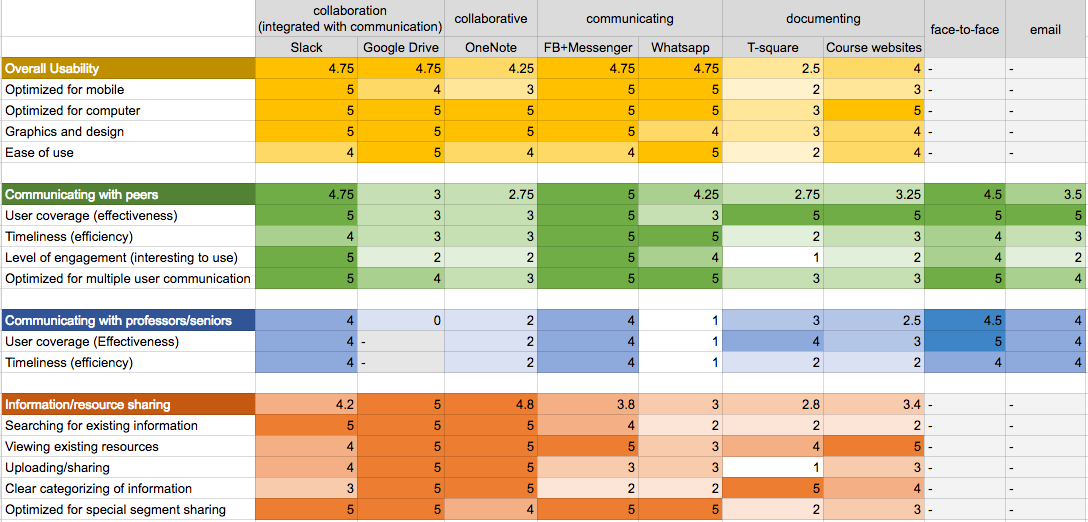 collaboration
(integrated with communication) collaborative communicating documenting face-to-face email
Slack Google Drive OneNote FB+Messenger Whatsapp T-square Course websites
Overall Usability 4.75 4.75 4.25 4.75 4.75 2.5 4 - -
Optimized for mobile 5 4 3 5 5 2 3 - -
Optimized for computer 5 5 5 5 5 3 5 - -
Graphics and design 5 5 5 5 4 3 4 - -
Ease of use 4 5 4 4 5 2 4 - -
Communicating with peers 4.75 3 2.75 5 4.25 2.75 3.25 4.5 3.5
User coverage (effectiveness) 5 3 3 5 3 5 5 5 5
Timeliness (efficiency) 4 3 3 5 5 2 3 4 3
Level of engagement (interesting to use) 5 2 2 5 4 1 2 4 2
Optimized for multiple user communication 5 4 3 5 5 3 3 5 4
Communicating with professors/seniors 4 0 2 4 1 3 2.5 4.5 4
User coverage (Effectiveness) 4 - 2 4 1 4 3 5 4
Timeliness (efficiency) 4 - 2 4 1 2 2 4 4
Information/resource sharing 4.2 5 4.8 3.8 3 2.8 3.4 - -
Searching for existing information 5 5 5 4 2 2 2 - -
Viewing existing resources 4 5 5 5 3 4 5 - -
Uploading/sharing 4 5 5 3 3 1 3 - -
Clear categorizing of information 3 5 5 2 2 5 4 - -
Optimized for special segment sharing 5 5 4 5 5 2 3 - -